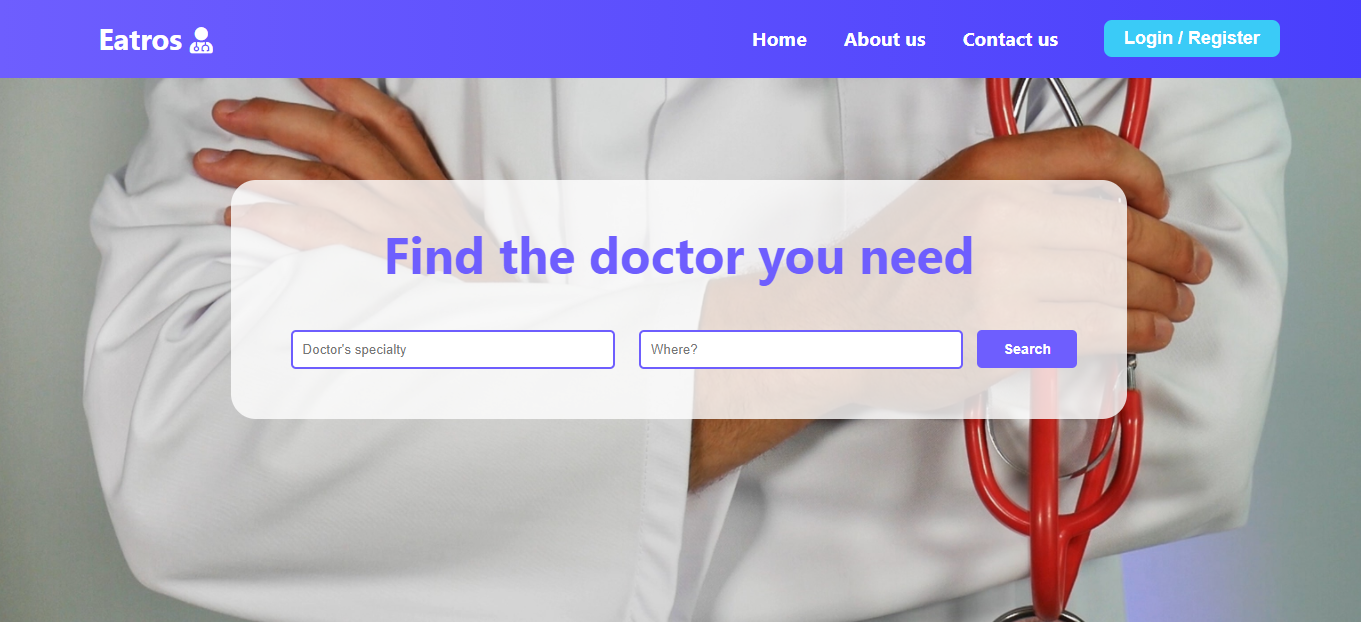 Eatros
Home About us Contact us Login / Register
Find the doctor you need
Doctor's specialty Where? Search